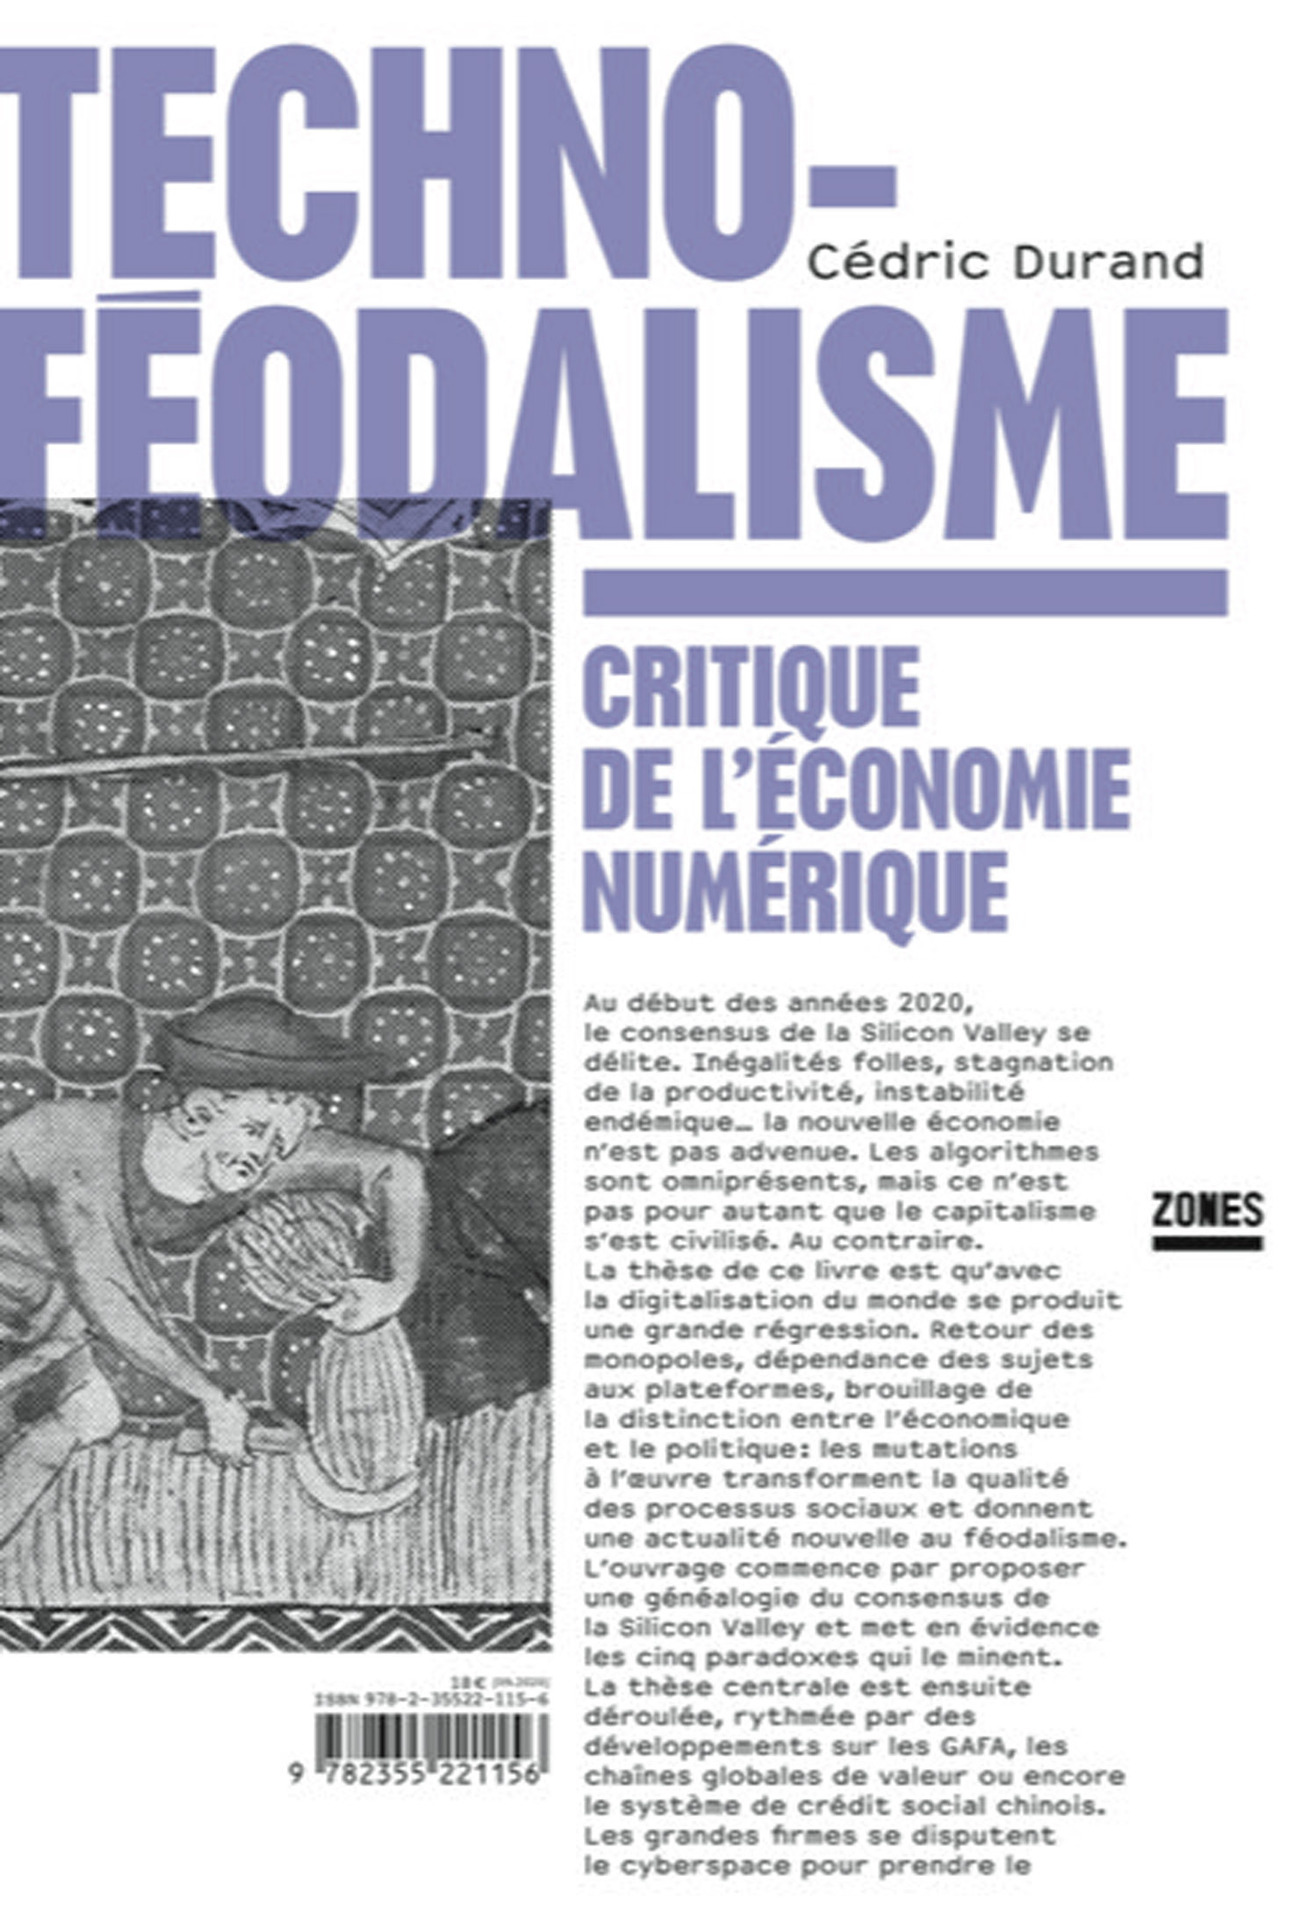 TECHNO-
Cédric Durand
FÉODALISME
CRITIQUE
DE L’ÉCONOMIE
NUMÉRIQUE
Au début des années 2020,
le consensus de la Silicon Valley se
délite. Inégalités folles, stagnation
de la productivité, instabilité
endémique… la nouvelle économie
n’est pas advenue. Les algorithmes
sont omniprésents, mais ce n’est
pas pour autant que le capitalisme
s’est civilisé. Au contraire.
La thèse de ce livre est qu’avec
la digitalisation du monde se produit
une grande régression. Retour des
monopoles, dépendance des sujets
aux plateformes, brouillage de
la distinction entre l’économique
et le politique: les mutations
à l’œuvre transforment la qualité
des processus sociaux et donnent
une actualité nouvelle au féodalisme.
L’ouvrage commence par proposer
une généalogie du consensus de
la Silicon Valley et met en évidence
les cinq paradoxes qui le minent.
La thèse centrale est ensuite
déroulée, rythmée par des
développements sur les GAFA, les
chaînes globales de valeur ou encore
le système de crédit social chinois.
Les grandes firmes se disputent
le cyberspace pour prendre le
ZONES
18€
ISBN 978-2-35522-115-6
9 782355 221156